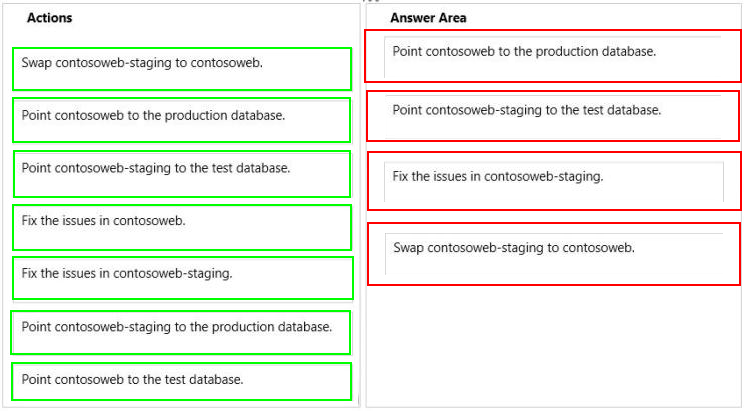 Actions
Answer Area
Swap contosoweb-staging to contosoweb.
Point contosoweb to the production database.
Point contosoweb-staging to the test database.
Fix the issues in contosoweb.
Fix the issues in contosoweb-staging.
Point contosoweb-staging to the production database.
Point contosoweb to the test database.
Point contosoweb to the production database.
Point contosoweb-staging to the test database.
Fix the issues in contosoweb-staging.
Swap contosoweb-staging to contosoweb.